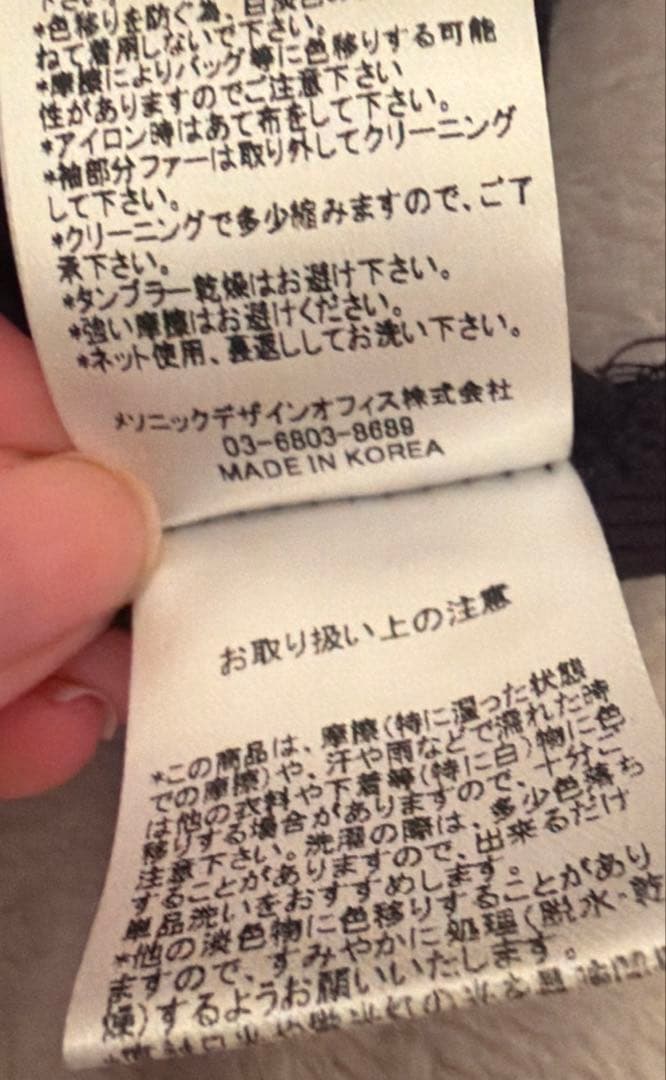 下さい。
*色移りを防ぐ為、白淡色の
ねて着用しないで下さい。
*摩擦によりバッグ等に色移りする可能
性がありますのでご注意下さい
*アイロン時はあて布をして下さい。
*袖部分ファーは取り外してクリーニング
して下さい。
*クリーニングで多少縮みますので、ご了
承下さい。
*タンブラー乾燥はお避け下さい。
*強い摩擦はお避けください。
*ネット使用、裏返ししてお洗い下さい。
メソニックデザインオフィス株式会社
03-6803-8689
MADE IN KOREA
お取り扱い上の注意
*この商品は、摩擦(特に湿った状態
での摩擦)や、汗や雨などで濡れた時
は他の衣料や下着等(特に白)物に色
移りする場合がありますので、十分ご
注意下さい。洗濯の際は、多少色落ち
することがありますので、出来るだけ
単品洗いをおすすめします。
*他の淡色物に色移りすることがあり
ますので、すみやかに処理(脱水・乾
燥)するようお願いいたします。